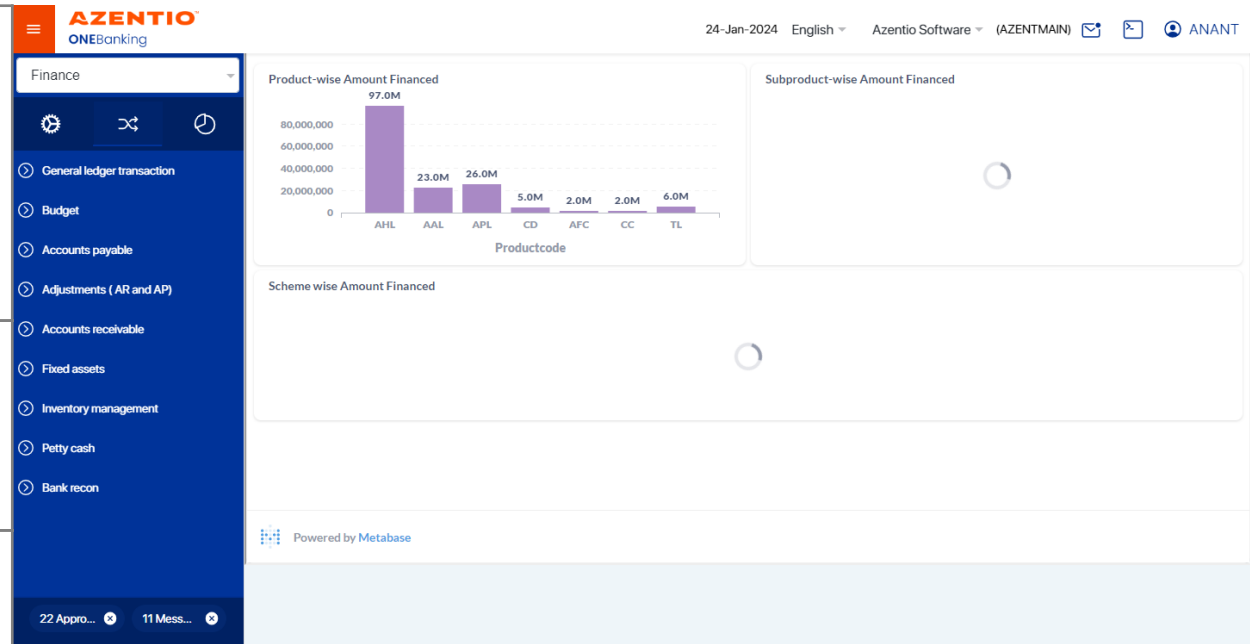 AZENTIO™
ONEBanking
24-Jan-2024 English Azentio Software (AZENTMAIN) ANANT
Finance
General ledger transaction
Budget
Accounts payable
Adjustments ( AR and AP)
Accounts receivable
Fixed assets
Inventory management
Petty cash
Bank recon
22 Appro... 11 Mess...
Product-wise Amount Financed
97.0M
80,000,000
60,000,000
40,000,000
20,000,000
0
23.0M 26.0M 5.0M 2.0M 2.0M 6.0M
AHL AAL APL CD AFC CC TL
Productcode
Subproduct-wise Amount Financed
Scheme wise Amount Financed
Powered by Metabase